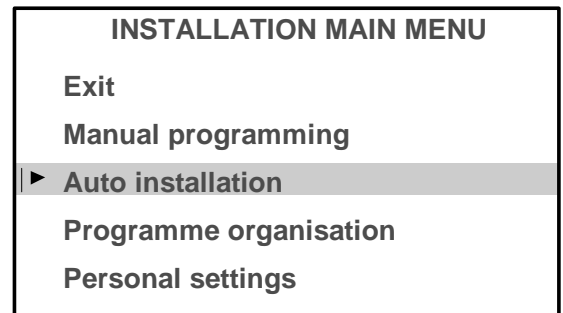 INSTALLATION MAIN MENU
Exit
Manual programming
Auto installation
Programme organisation
Personal settings